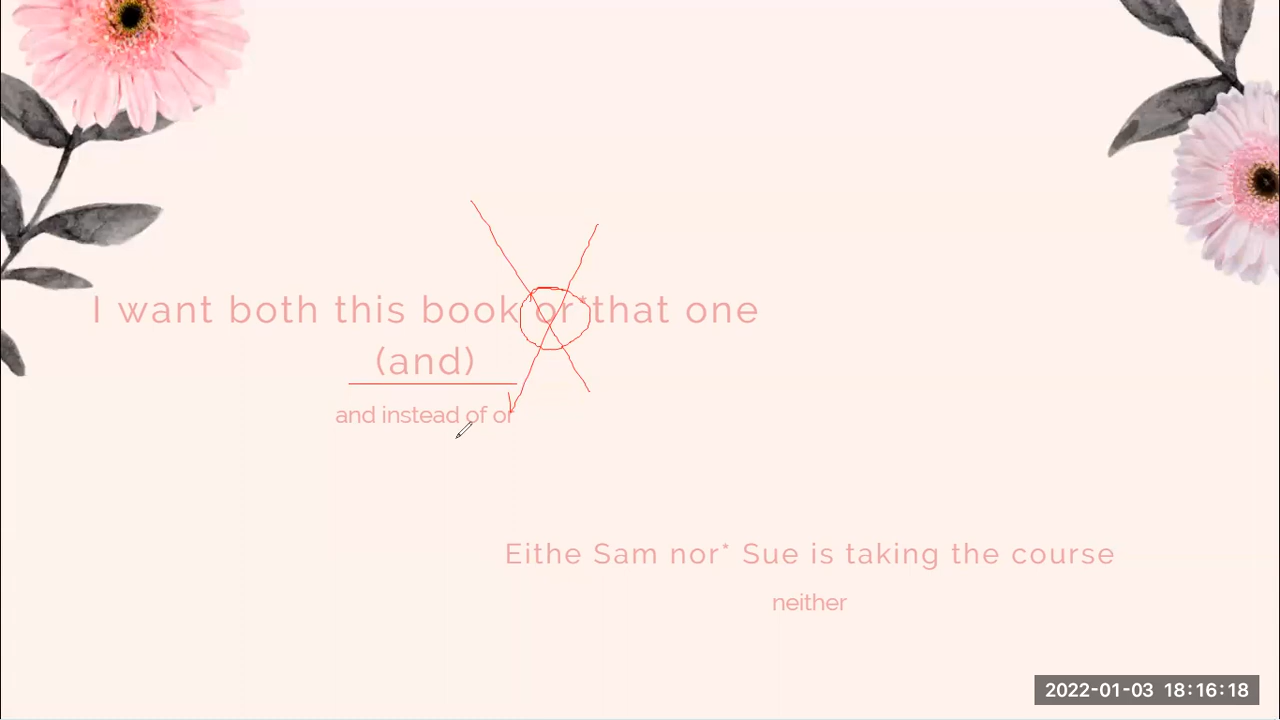 I want both this book or * that one
(and)
and instead of or
Eithe Sam nor* Sue is taking the course
neither
2022-01-03 18:16:18